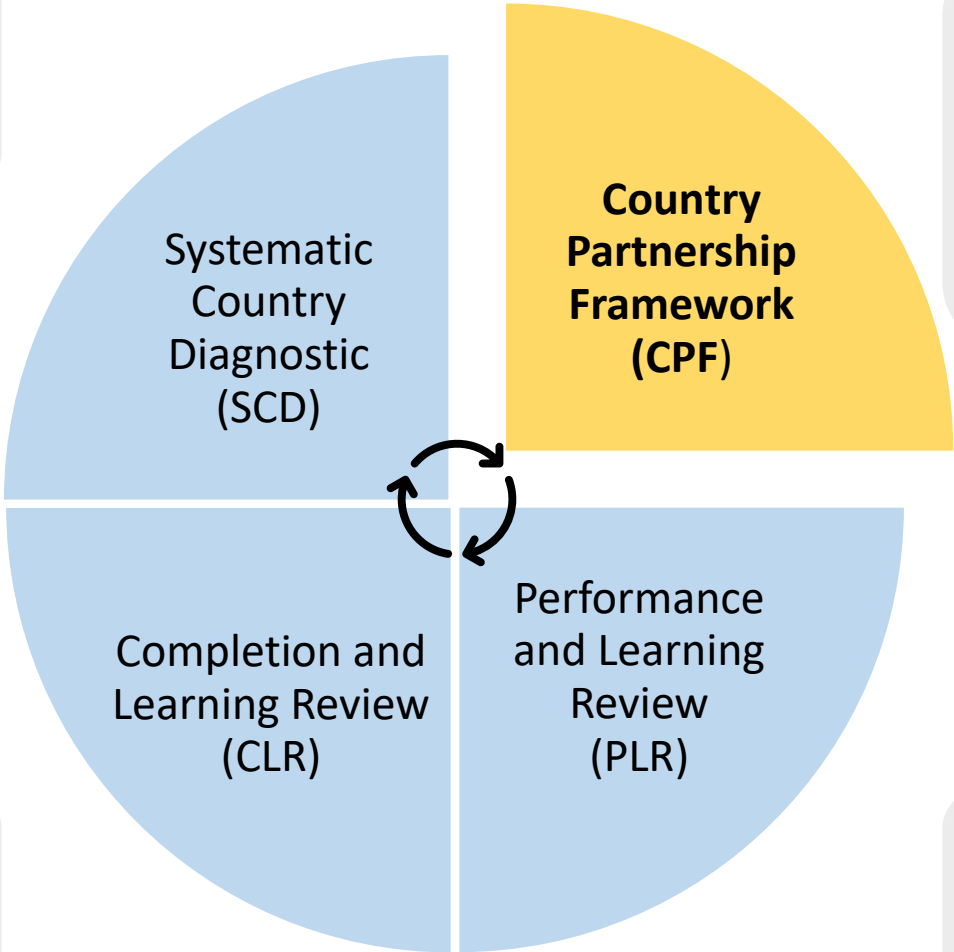 Systematic
Country
Diagnostic
(SCD)
Country
Partnership
Framework
(CPF)
Completion and
Learning Review
(CLR)
Performance
and Learning
Review
(PLR)